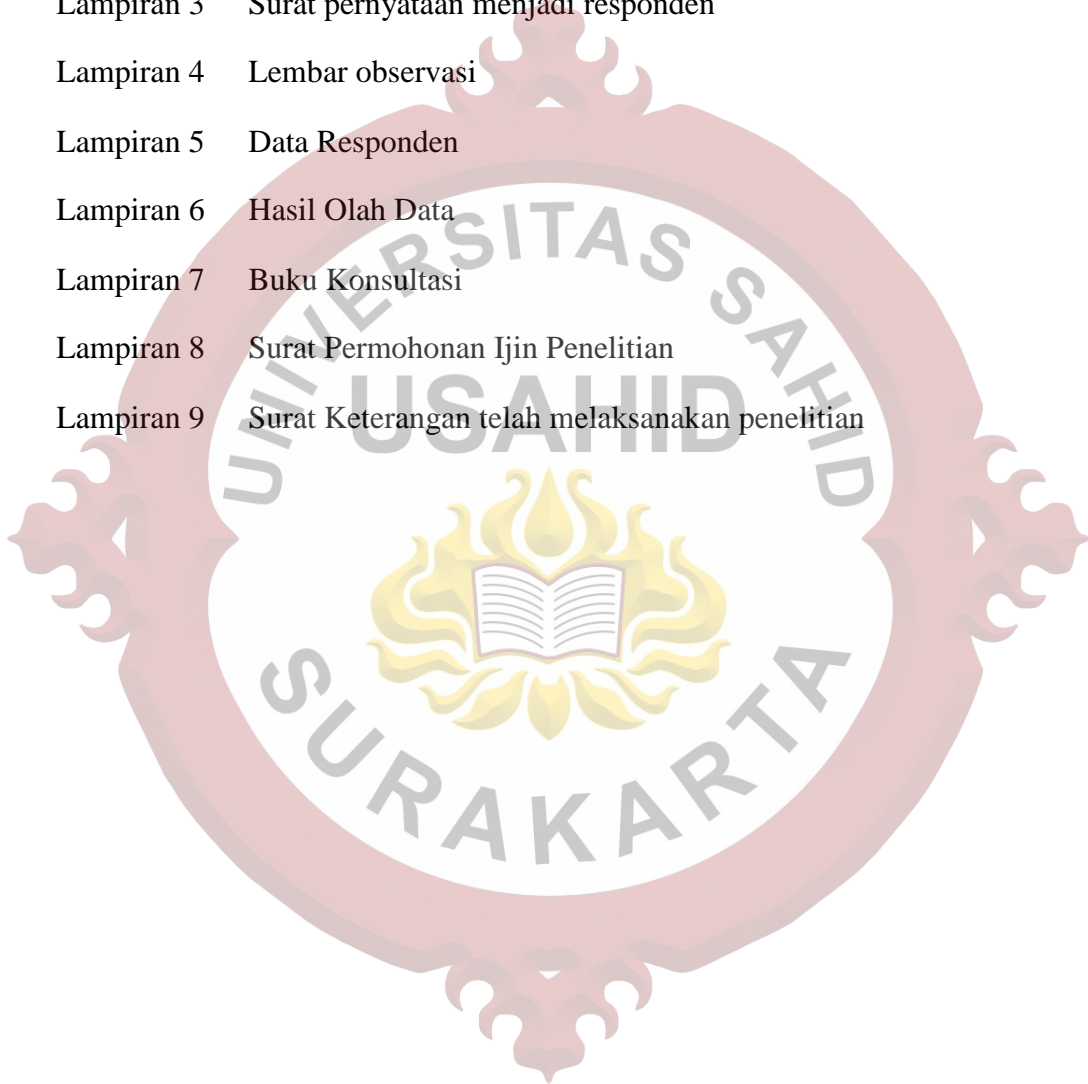 Lampiran 3 Surat pernyataan menjadi responden
Lampiran 4 Lembar observasi
Lampiran 5 Data Responden
Lampiran 6 Hasil Olah Data
Lampiran 7 Buku Konsultasi
Lampiran 8 Surat Permohonan Ijin Penelitian
Lampiran 9 Surat Keterangan telah melaksanakan penelitian
UNIVERSITAS SAHID
USAHID
SURAKARTA